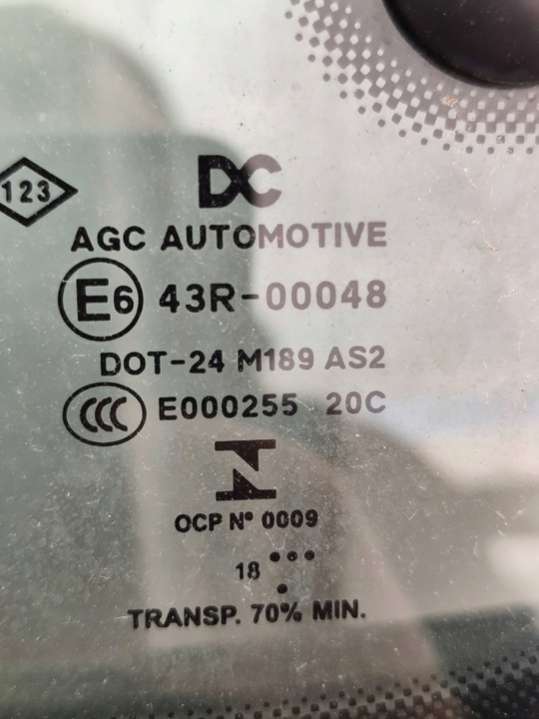 123
DC
AGC AUTOMOTIVE
E6 43R-00048
DOT-24 M189 AS2
CCC E000255 20C
OCP Nº 0009
18
TRANSP. 70% MIN.